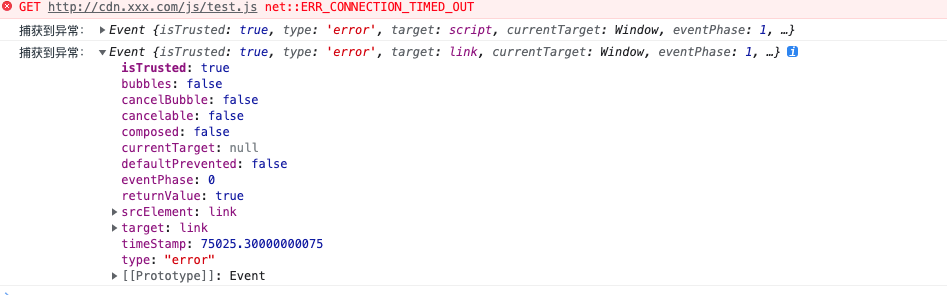 GET http://cdn.xxx.com/js/test.js net::ERR_CONNECTION_TIMED_OUT
捕获到异常: Event {isTrusted: true, type: 'error', target: script, currentTarget: Window, eventPhase: 1, …}
捕获到异常: Event {isTrusted: true, type: 'error', target: link, currentTarget: Window, eventPhase: 1, …} i
isTrusted: true
bubbles: false
cancelBubble: false
cancelable: false
composed: false
currentTarget: null
defaultPrevented: false
eventPhase: 0
returnValue: true
srcElement: link
target: link
timeStamp: 75025.30000000075
type: "error"
[[Prototype]]: Event